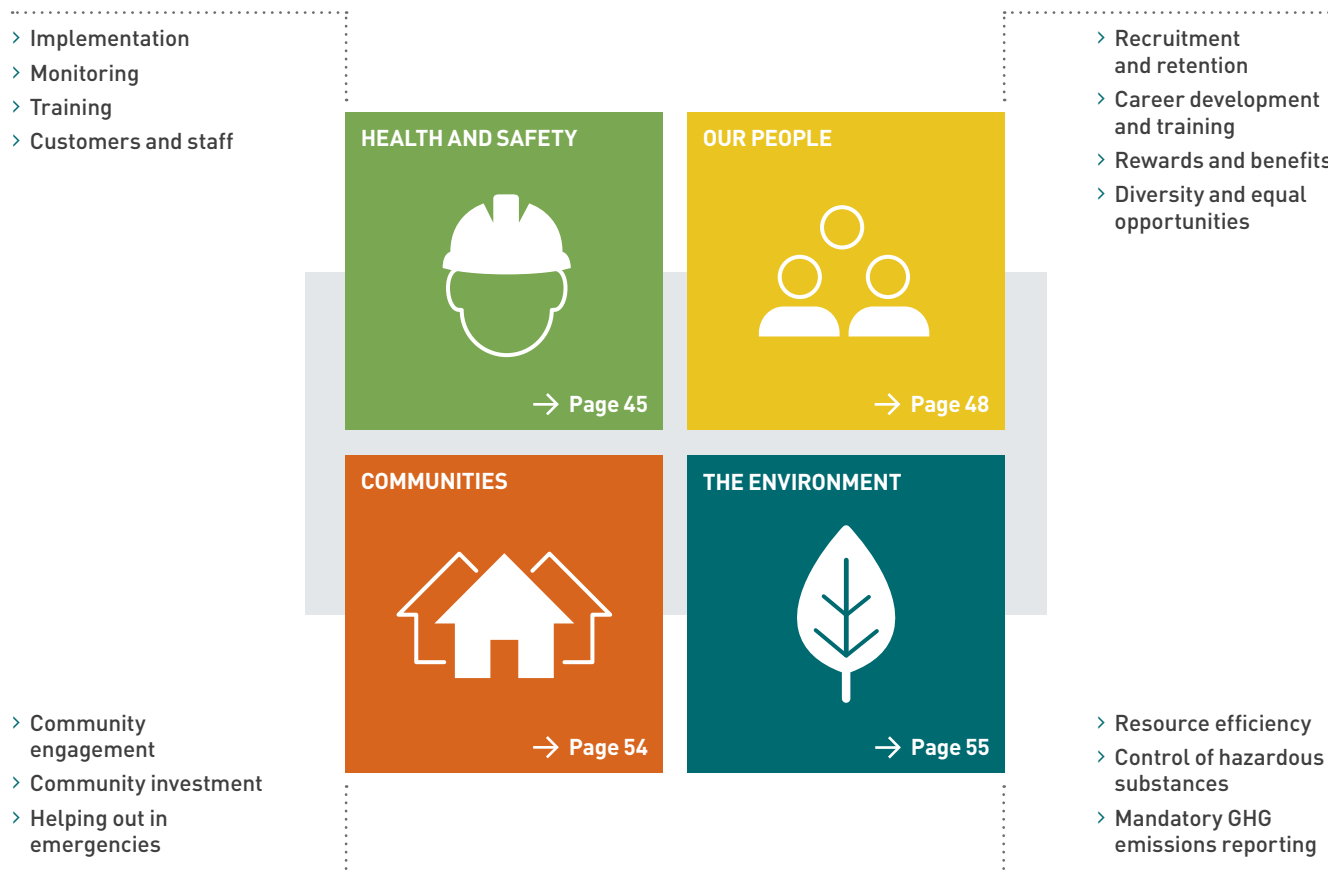 > Implementation
> Monitoring
> Training
> Customers and staff
HEALTH AND SAFETY
→ Page 45
OUR PEOPLE
→ Page 48
> Recruitment
and retention
> Career development
and training
> Rewards and benefits
> Diversity and equal
opportunities
COMMUNITIES
→ Page 54
THE ENVIRONMENT
→ Page 55
> Community
engagement
> Community investment
> Helping out in
emergencies
> Resource efficiency
> Control of hazardous
substances
> Mandatory GHG
emissions reporting